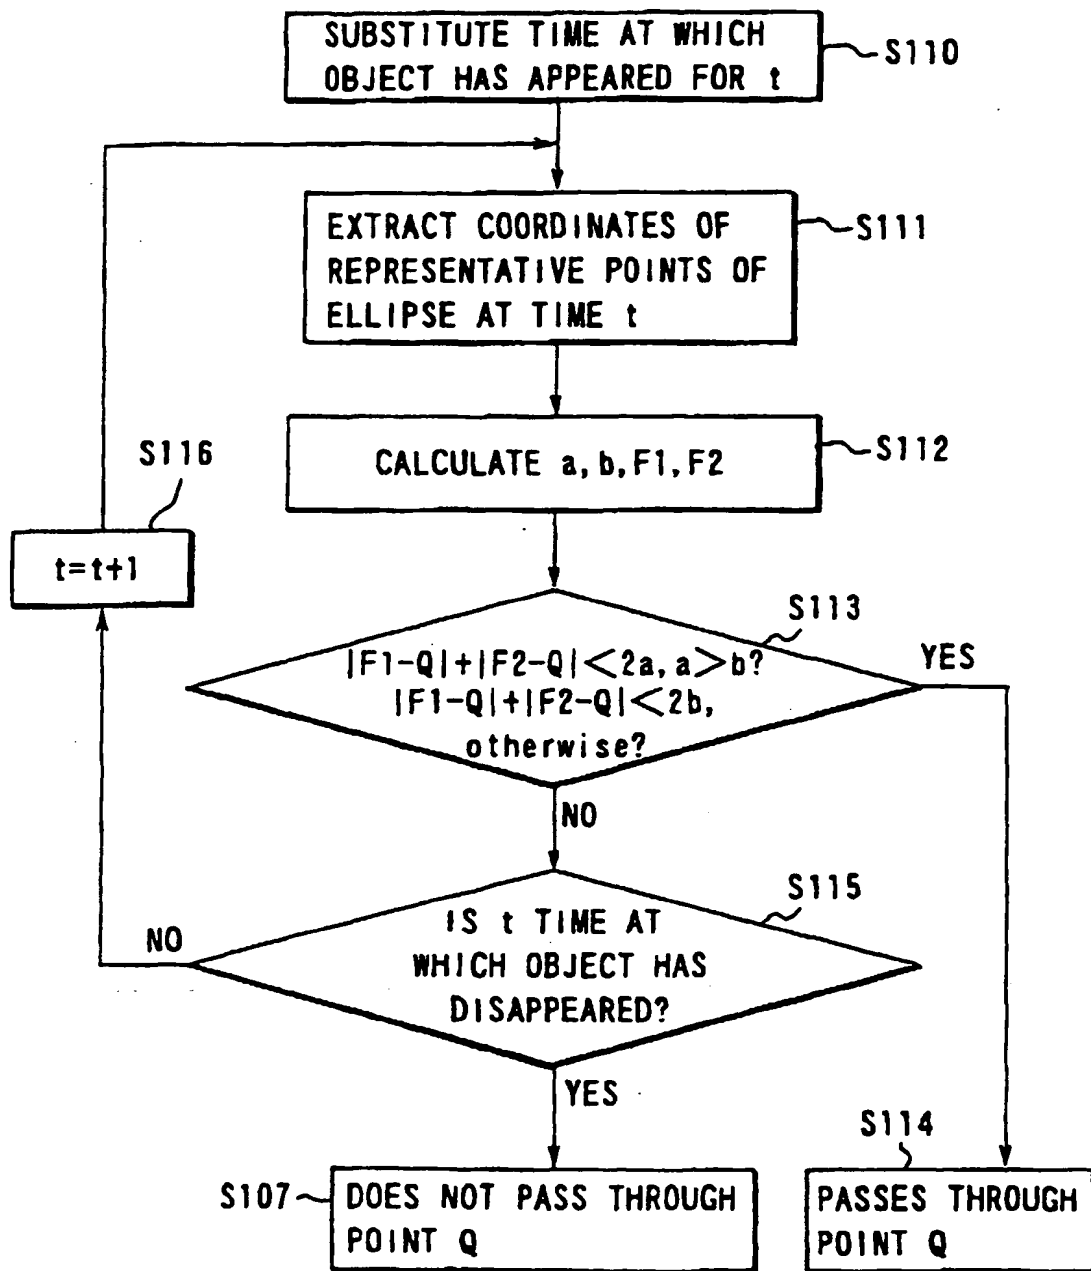 SUBSTITUTE TIME AT WHICH
OBJECT HAS APPEARED FOR t
S110
EXTRACT COORDINATES OF
REPRESENTATIVE POINTS OF
ELLIPSE AT TIME t
S111
CALCULATE a, b, F1, F2
S112
S116
t=t+1
S113
|F1-Q|+|F2-Q|<2a, a>b?
|F1-Q|+|F2-Q|<2b,
otherwise?
YES
NO
S115
IS t TIME AT
WHICH OBJECT HAS
DISAPPEARED?
NO
YES
S107
DOES NOT PASS THROUGH
POINT Q
S114
PASSES THROUGH
POINT Q